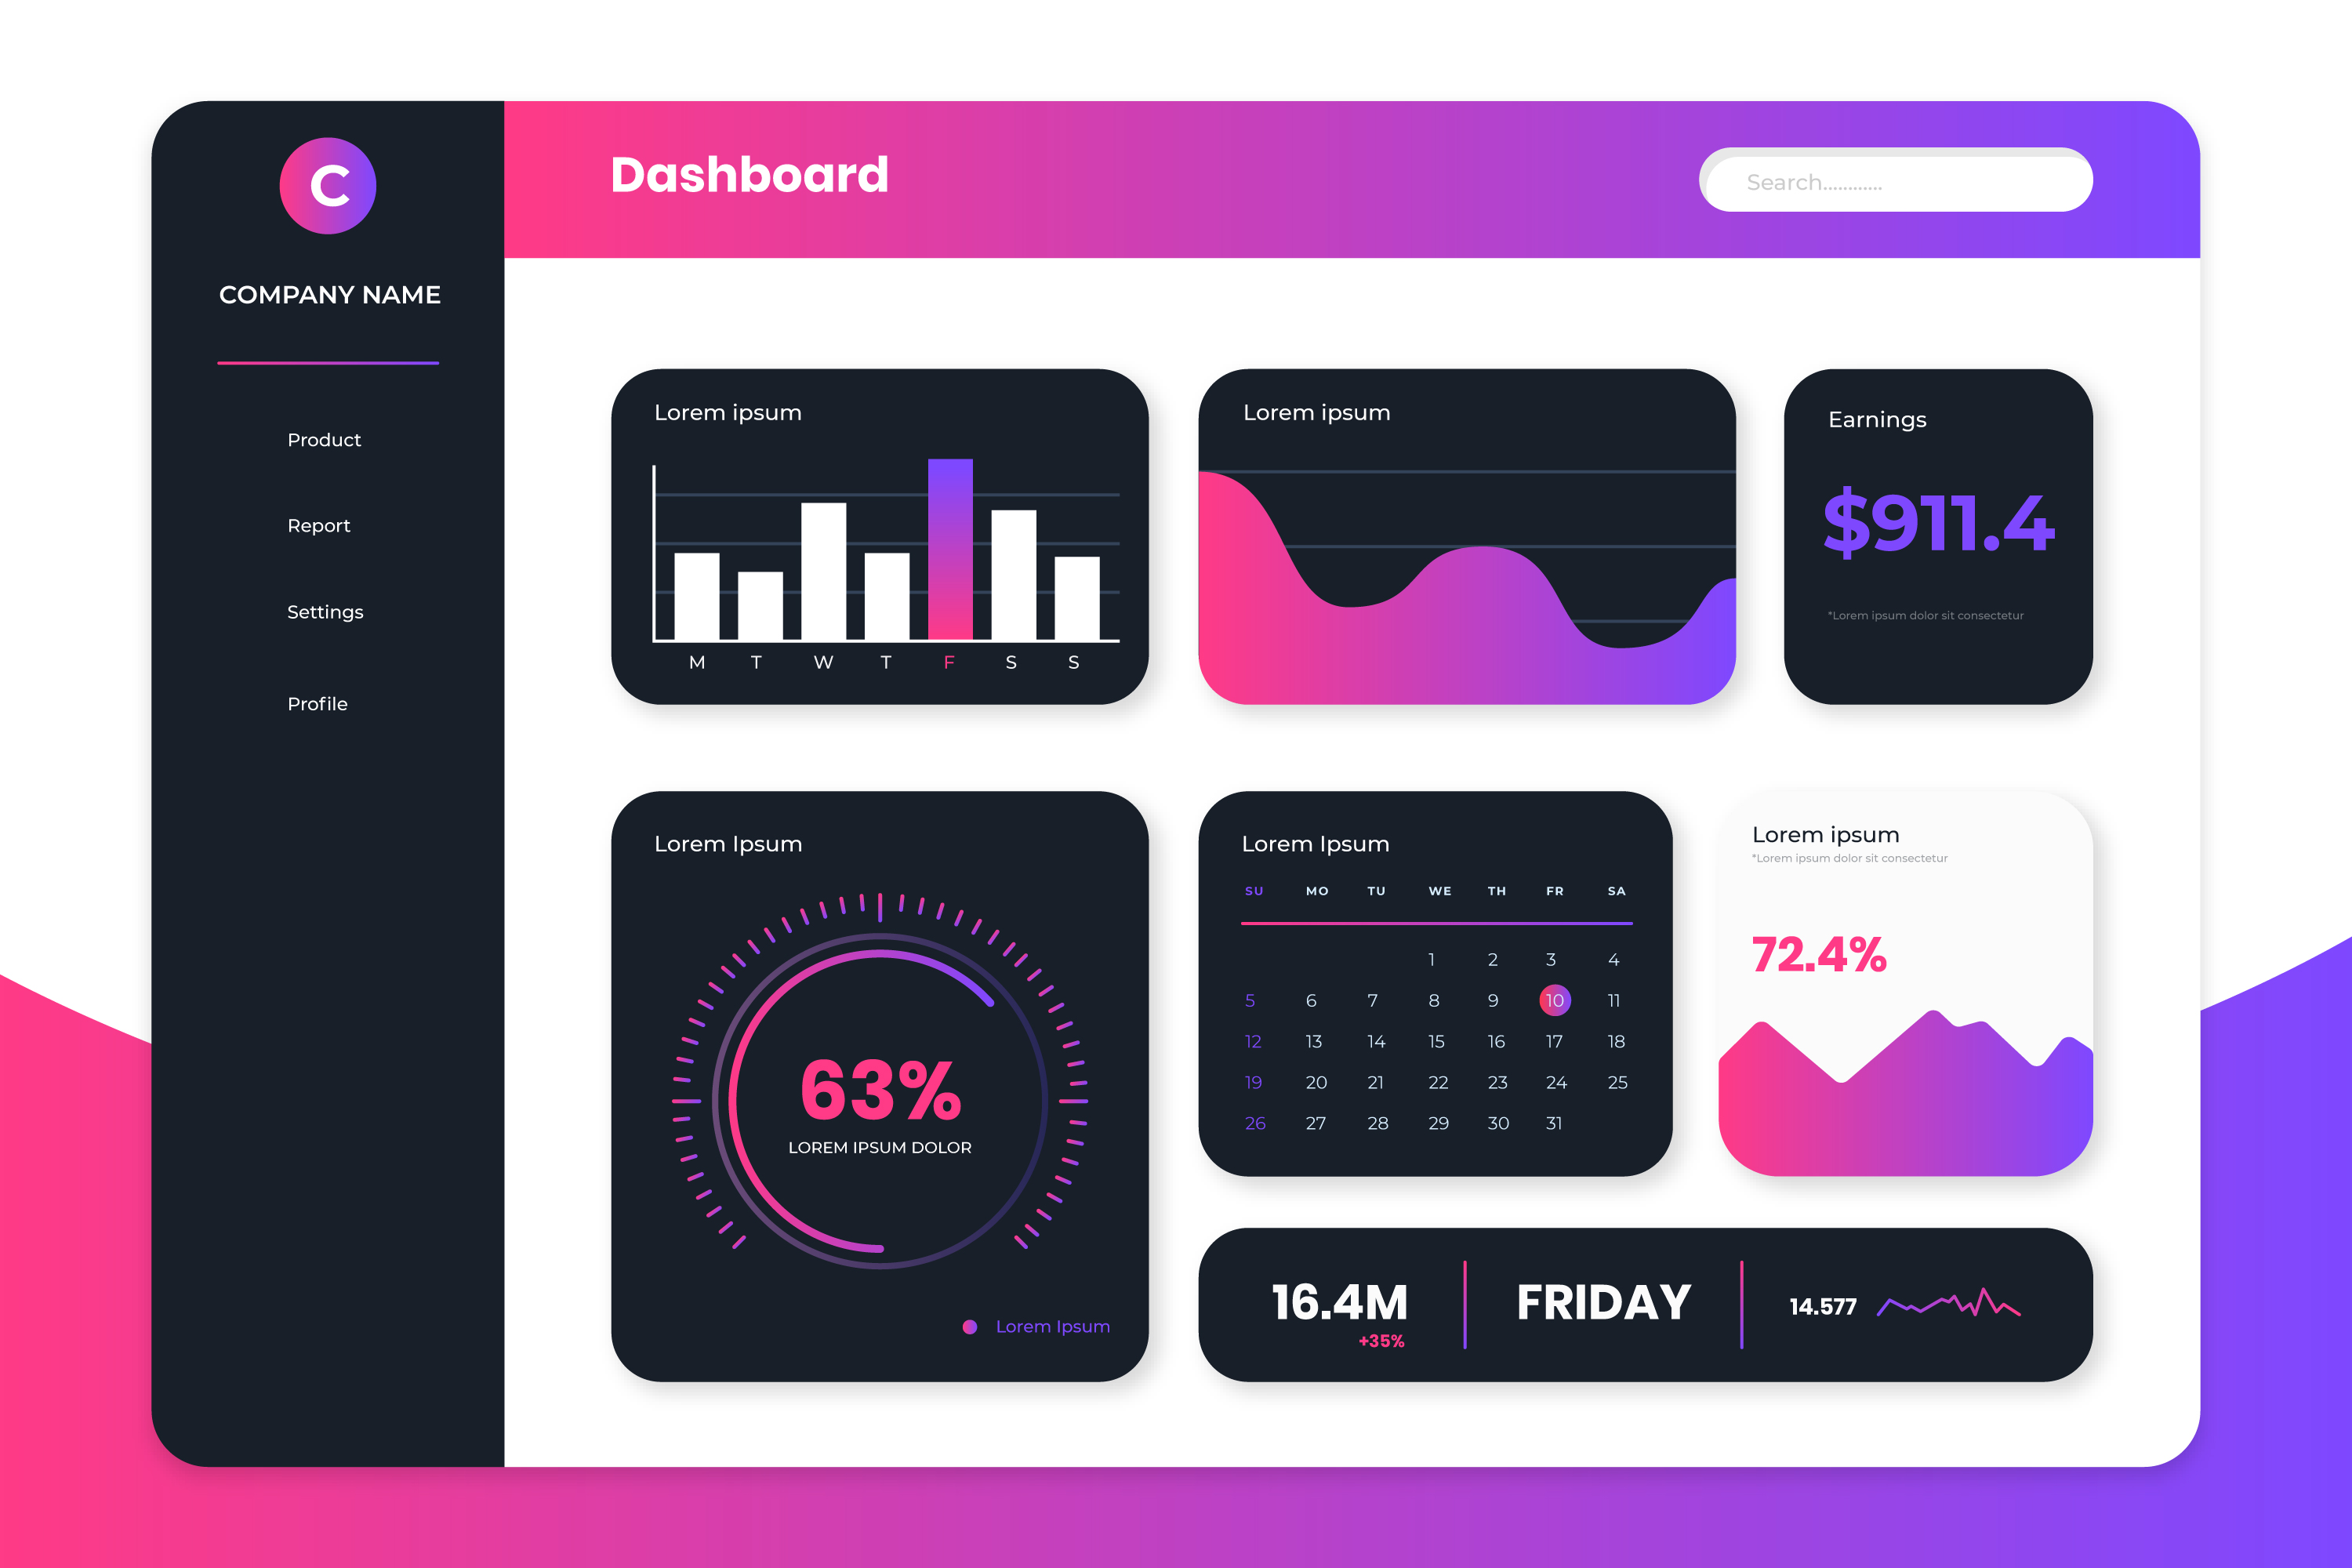 C
COMPANY NAME
Product
Report
Settings
Profile
Dashboard
Search............
Lorem ipsum
M T W T F S S
Lorem ipsum
Earnings
$911.4
*Lorem ipsum dolor sit consectetur
Lorem Ipsum
63%
LOREM IPSUM DOLOR
Lorem Ipsum
Lorem Ipsum
SU MO TU WE TH FR SA
1 2 3 4
5 6 7 8 9 10 11
12 13 14 15 16 17 18
19 20 21 22 23 24 25
26 27 28 29 30 31
Lorem ipsum
*Lorem ipsum dolor sit consectetur
72.4%
16.4M
+35%
FRIDAY
14.577